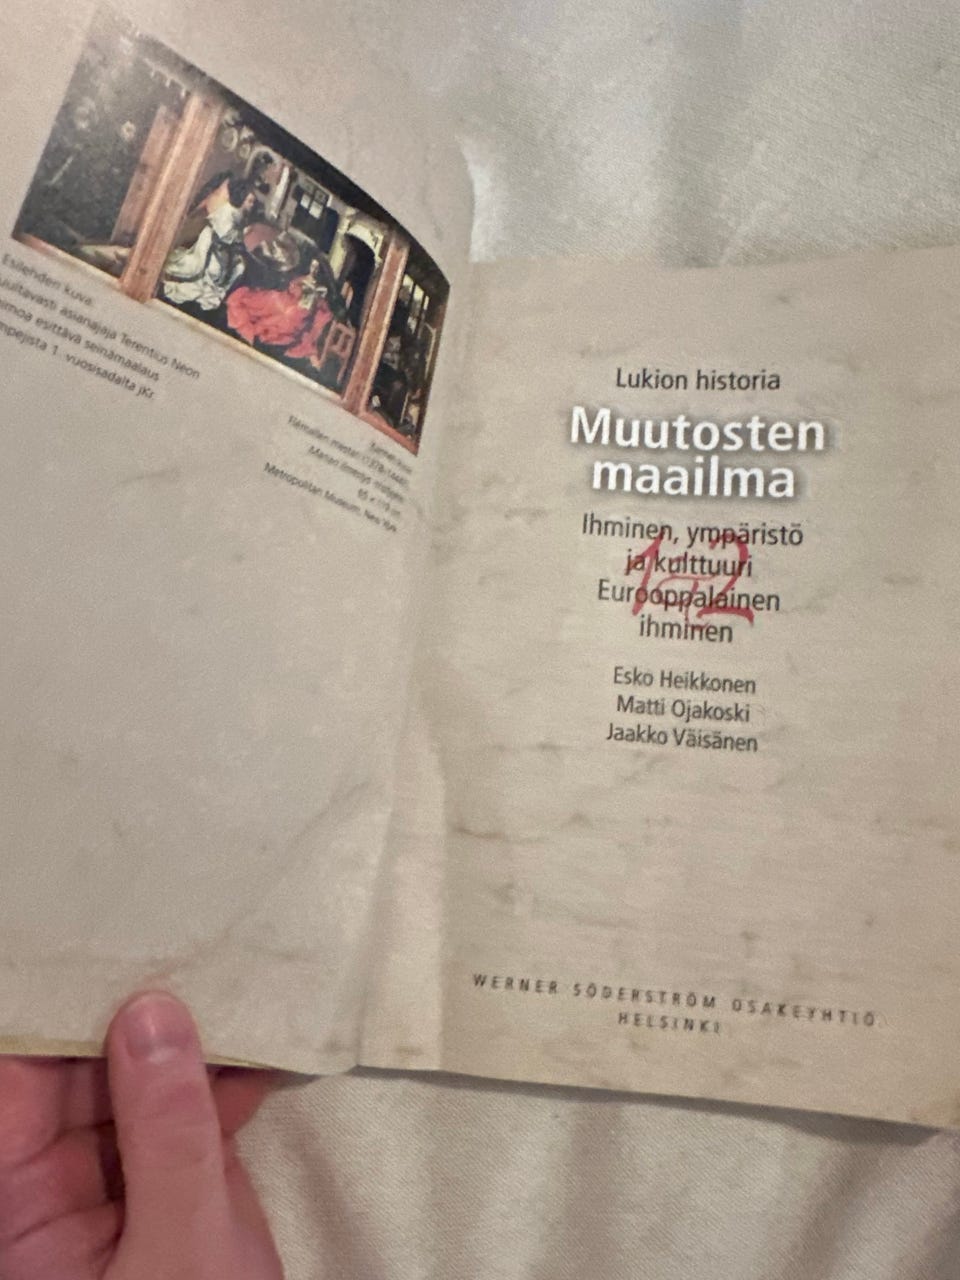 Esilehden kuva:
asianajaja Terentius Neon
esittävä seinämaalaus
1. vuosisadalta jKr.
Metropolitan Museum, New York
Lukion historia
Muutosten
maailma
Ihminen, ympäristö
ja kulttuuri
Eurooppalainen
ihminen
1-2
Esko Heikkonen
Matti Ojakoski
Jaakko Väisänen
WERNER SÖDERSTRÖM OSAKEYHTIÖ
HELSINKI